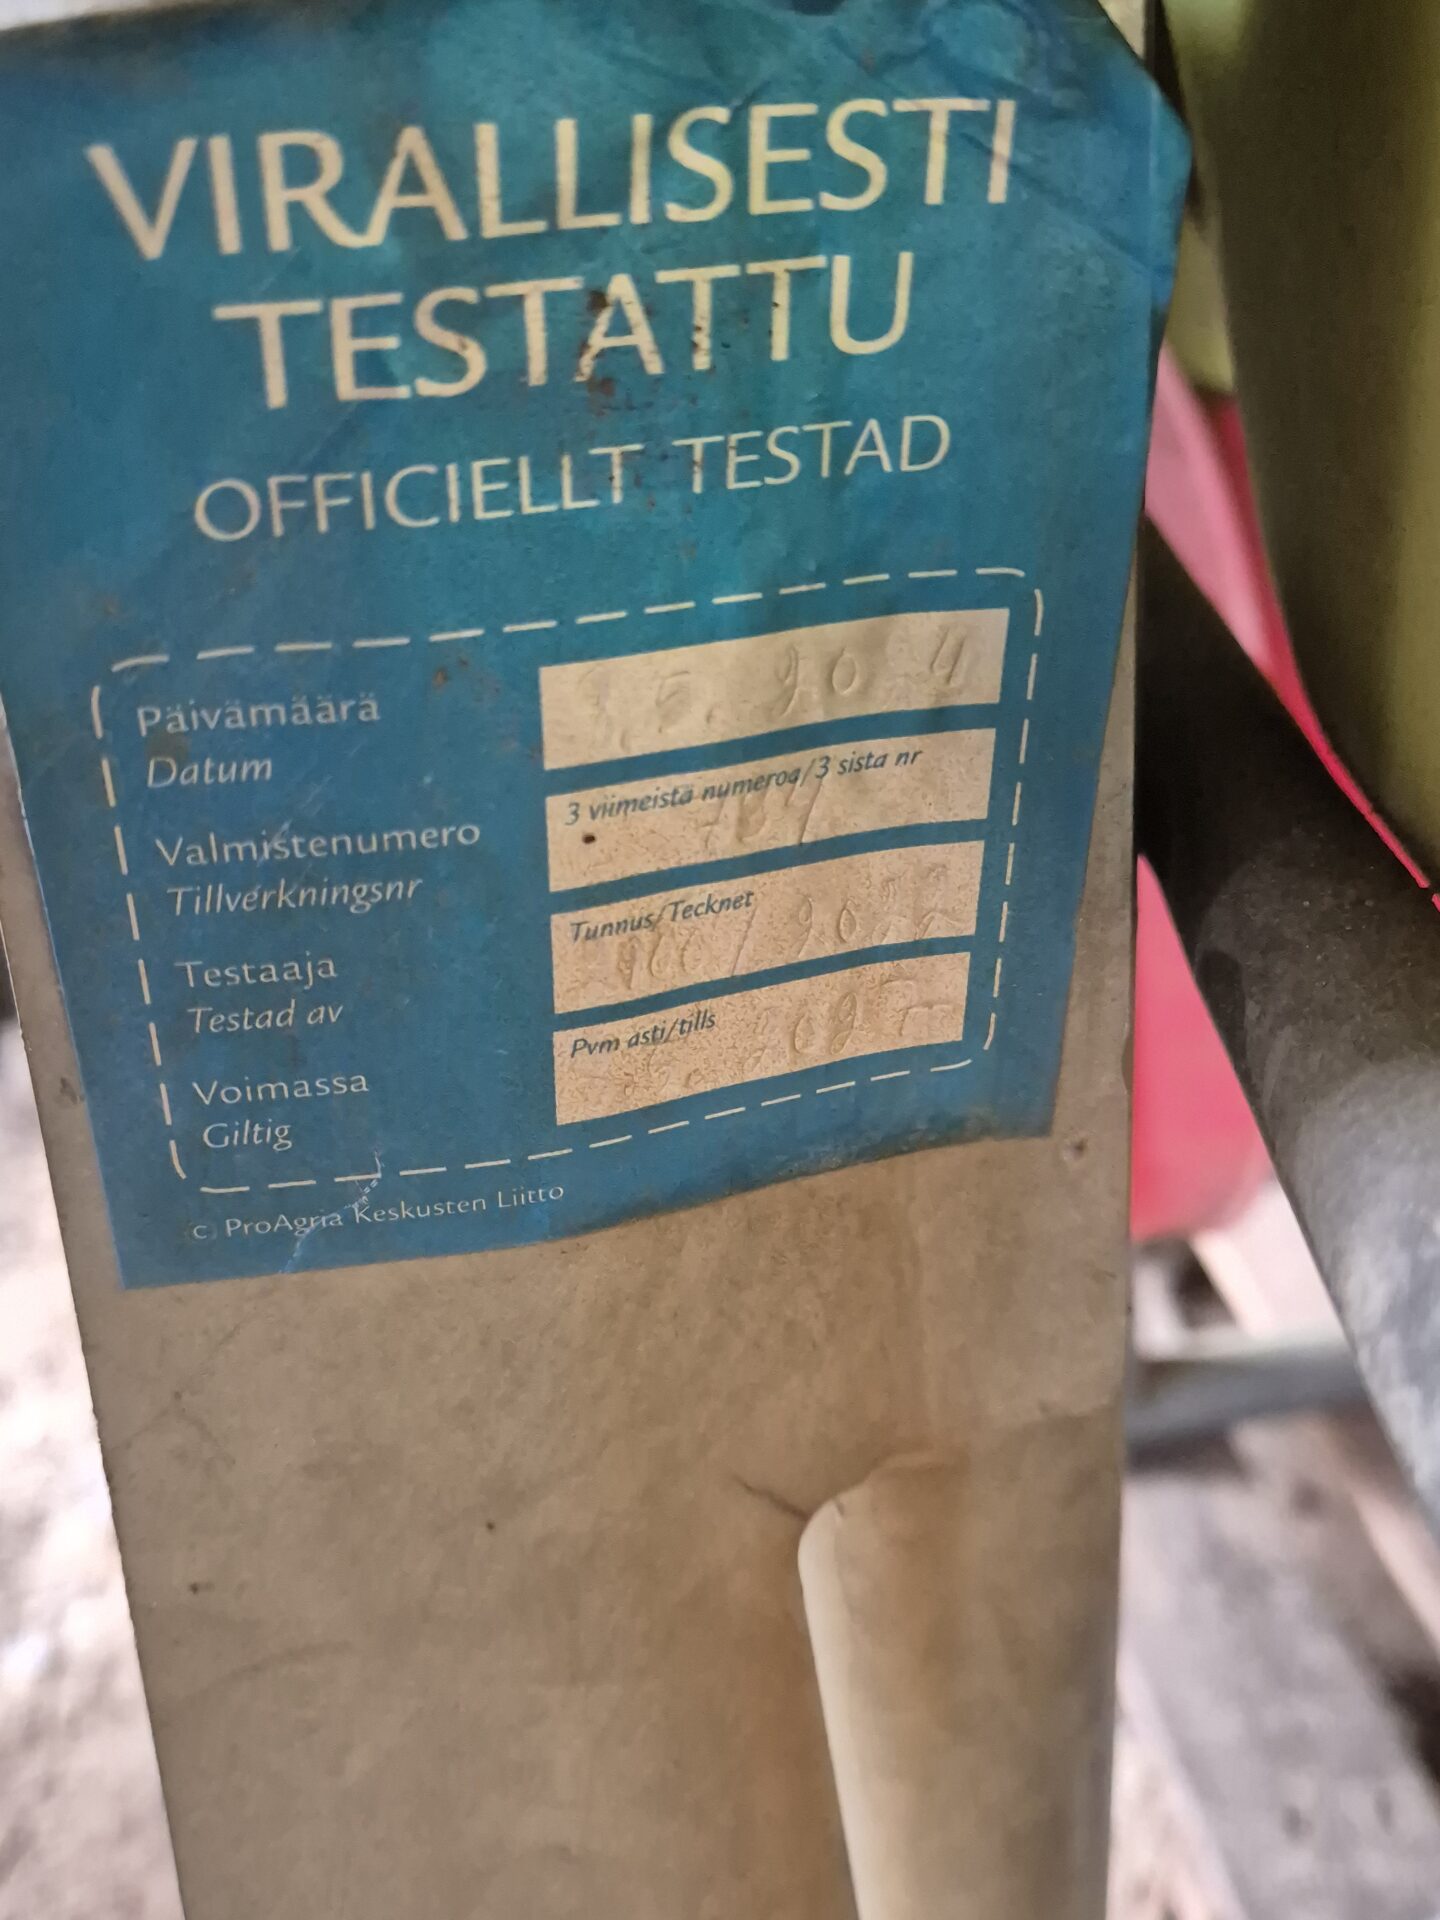 VIRALLISESTI
TESTATTU
OFFICIELLT TESTAD
Päivämäärä
Datum
Valmistenumero
Tillverkningsnr
3 viimeistä numeroa/3 sista nr
Testaaja
Testad av
Tunnus/Tecknet
Voimassa
Giltig
Pvm asti/tills
c ProAgria Keskusten Liitto